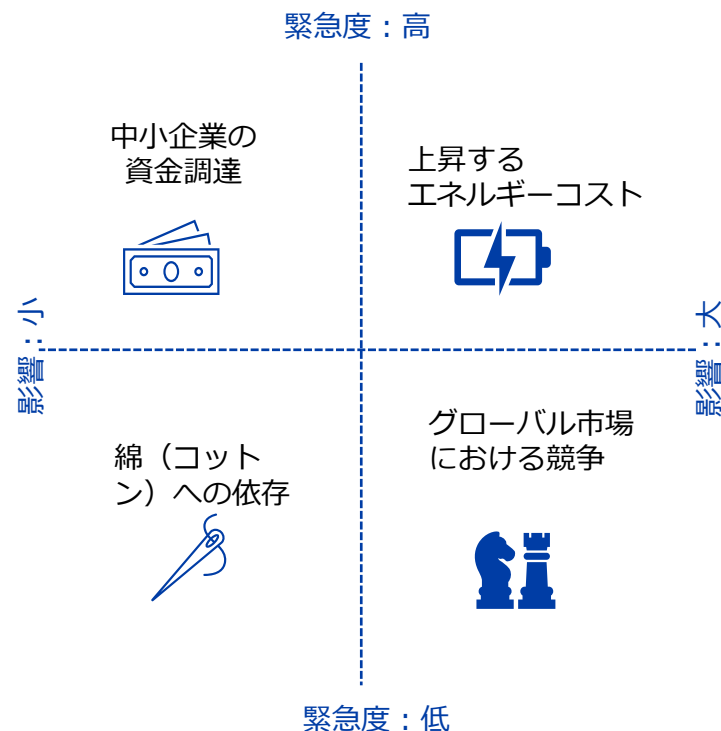 緊急度：高
中小企業の
資金調達
上昇する
エネルギーコスト
影響：小
影響：大
グローバル市場
における競争
綿（コット
ン）への依存
緊急度：低